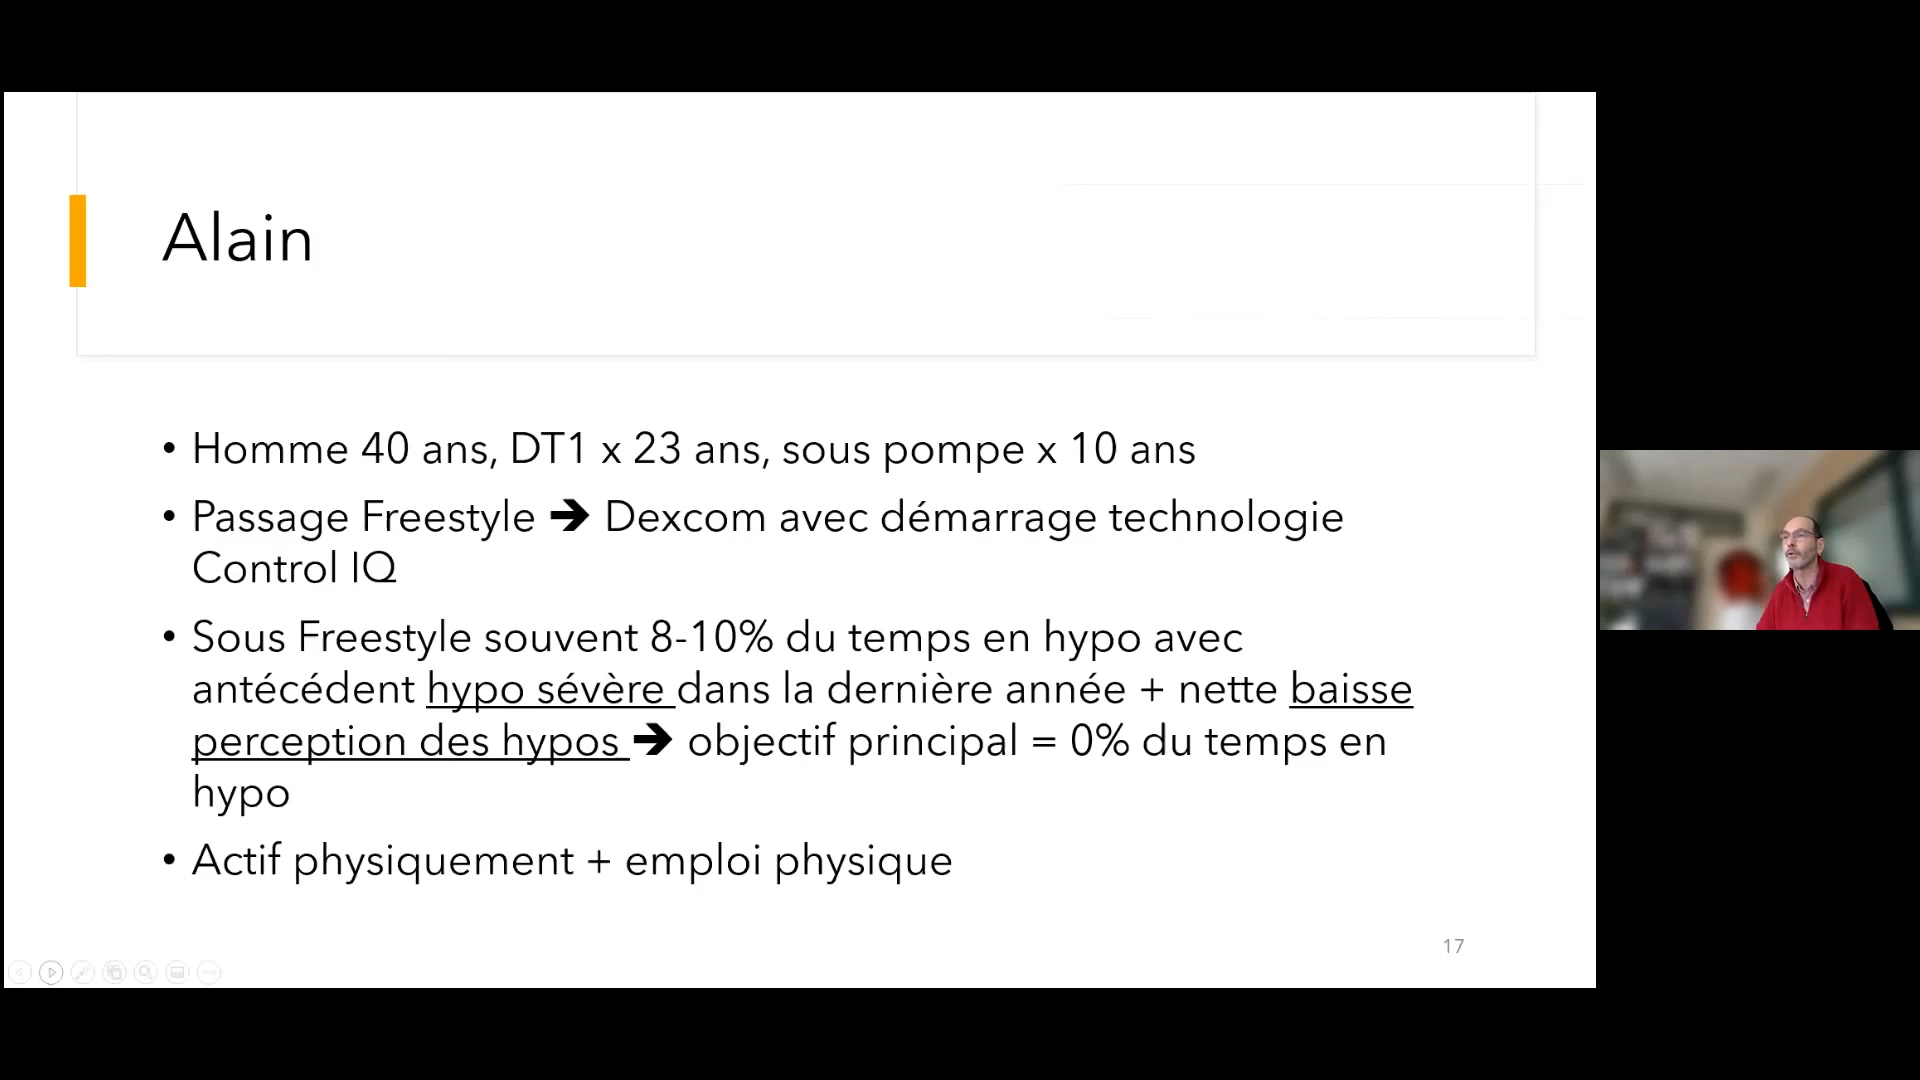 Alain
• Homme 40 ans, DT1 x 23 ans, sous pompe x 10 ans
• Passage Freestyle ➔ Dexcom avec démarrage technologie
Control IQ
• Sous Freestyle souvent 8-10% du temps en hypo avec
antécédent hypo sévère dans la dernière année + nette baisse
perception des hypos ➔ objectif principal = 0% du temps en
hypo
• Actif physiquement + emploi physique
17